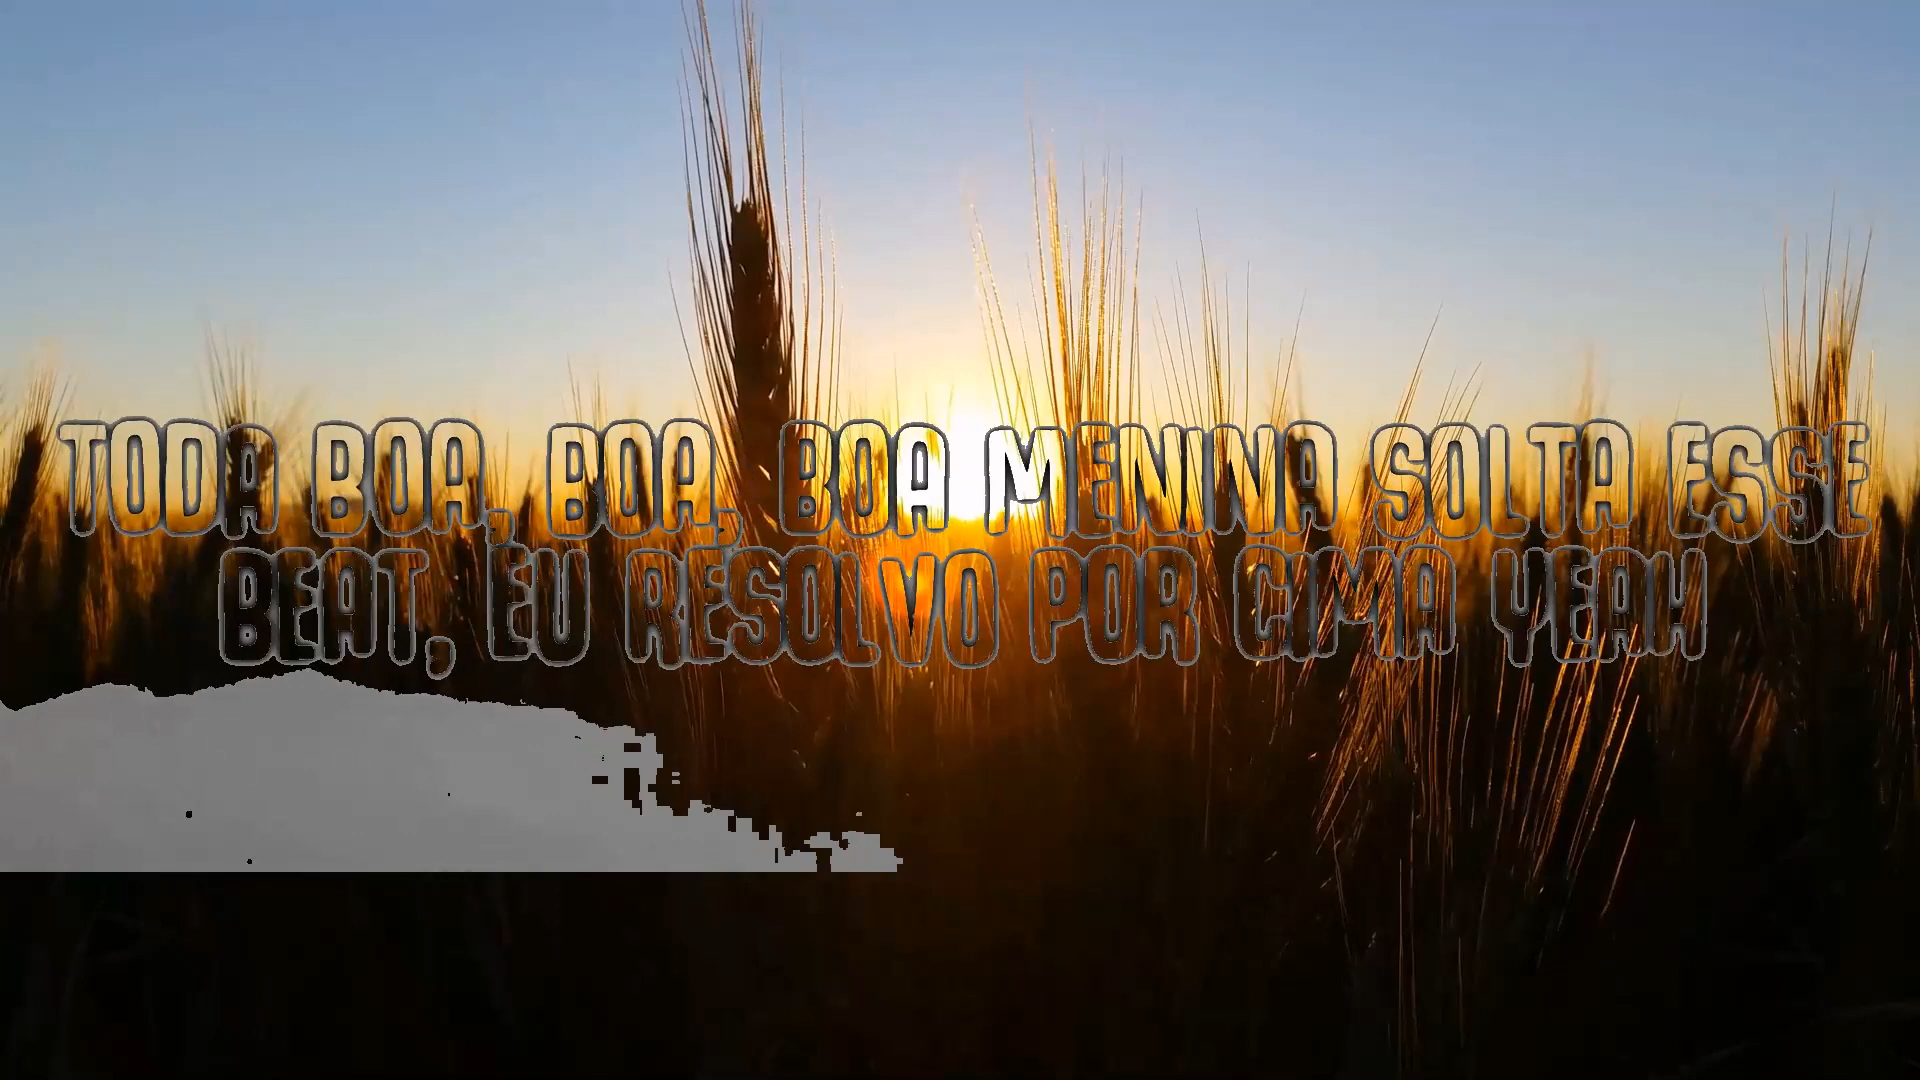 TODA BOA, BOA, BOA MENINA SOLTA ESSE
BEAT, EU RESOLVO POR CIMA YEAH